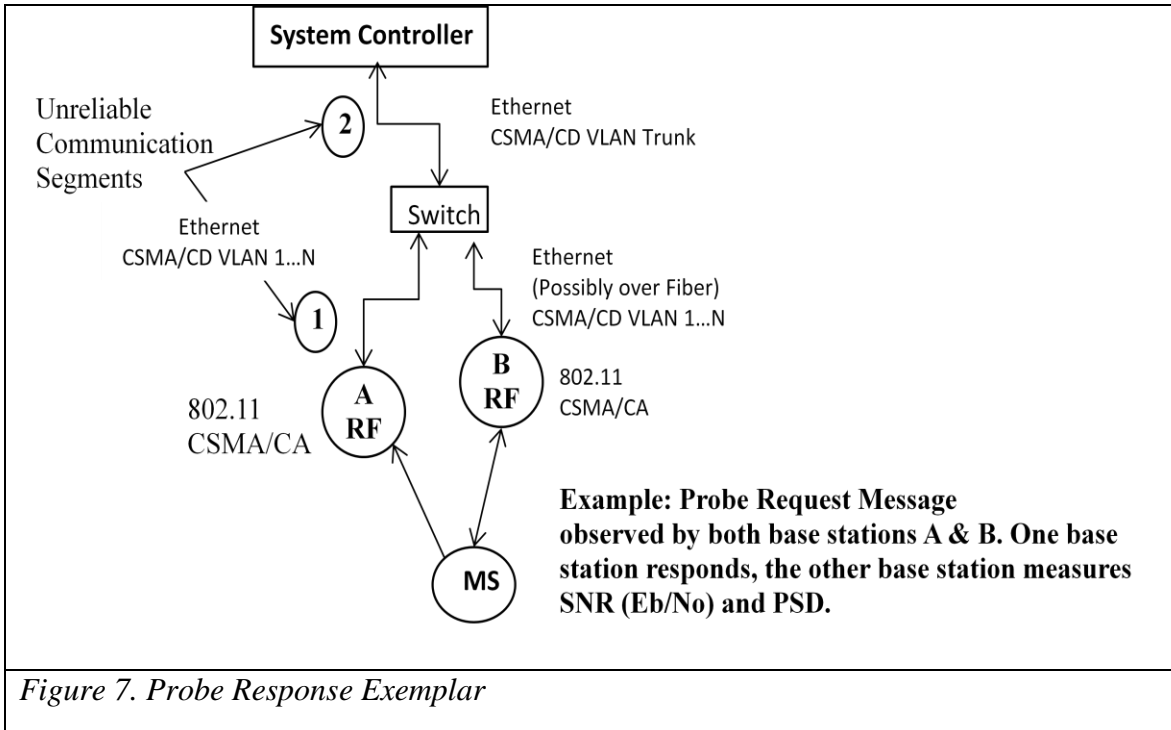 System Controller
Unreliable
Communication
Segments
2
Ethernet
CSMA/CD VLAN Trunk
Switch
Ethernet
CSMA/CD VLAN 1...N
Ethernet
(Possibly over Fiber)
CSMA/CD VLAN 1...N
1
A
RF
B
RF
802.11
CSMA/CA
802.11
CSMA/CA
MS
Example: Probe Request Message
observed by both base stations A & B. One base
station responds, the other base station measures
SNR (Eb/No) and PSD.
Figure 7. Probe Response Exemplar